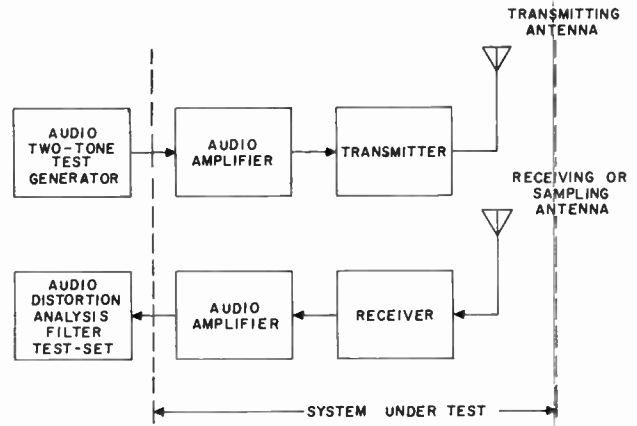 TRANSMITTING
ANTENNA
AUDIO
TWO-TONE
TEST
GENERATOR
AUDIO
AMPLIFIER
TRANSMITTER
RECEIVING OR
SAMPLING
ANTENNA
AUDIO
DISTORTION
ANALYSIS
FILTER
TEST-SET
AUDIO
AMPLIFIER
RECEIVER
SYSTEM UNDER TEST